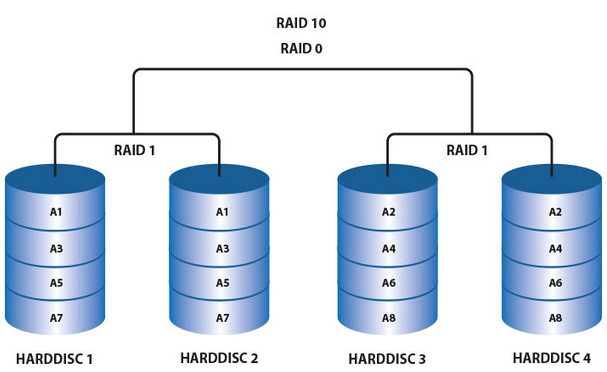 RAID 10
RAID 0
RAID 1 RAID 1
A1 A1 A2 A2
A3 A3 A4 A4
A5 A5 A6 A6
A7 A7 A8 A8
HARDDISC 1 HARDDISC 2 HARDDISC 3 HARDDISC 4